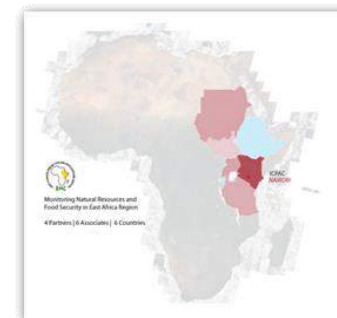 ICPAC
NAIROBI
Monitoring Natural Resources and
Food Security in East Africa Region
4 Partners | 6 Associates | 6 Countries